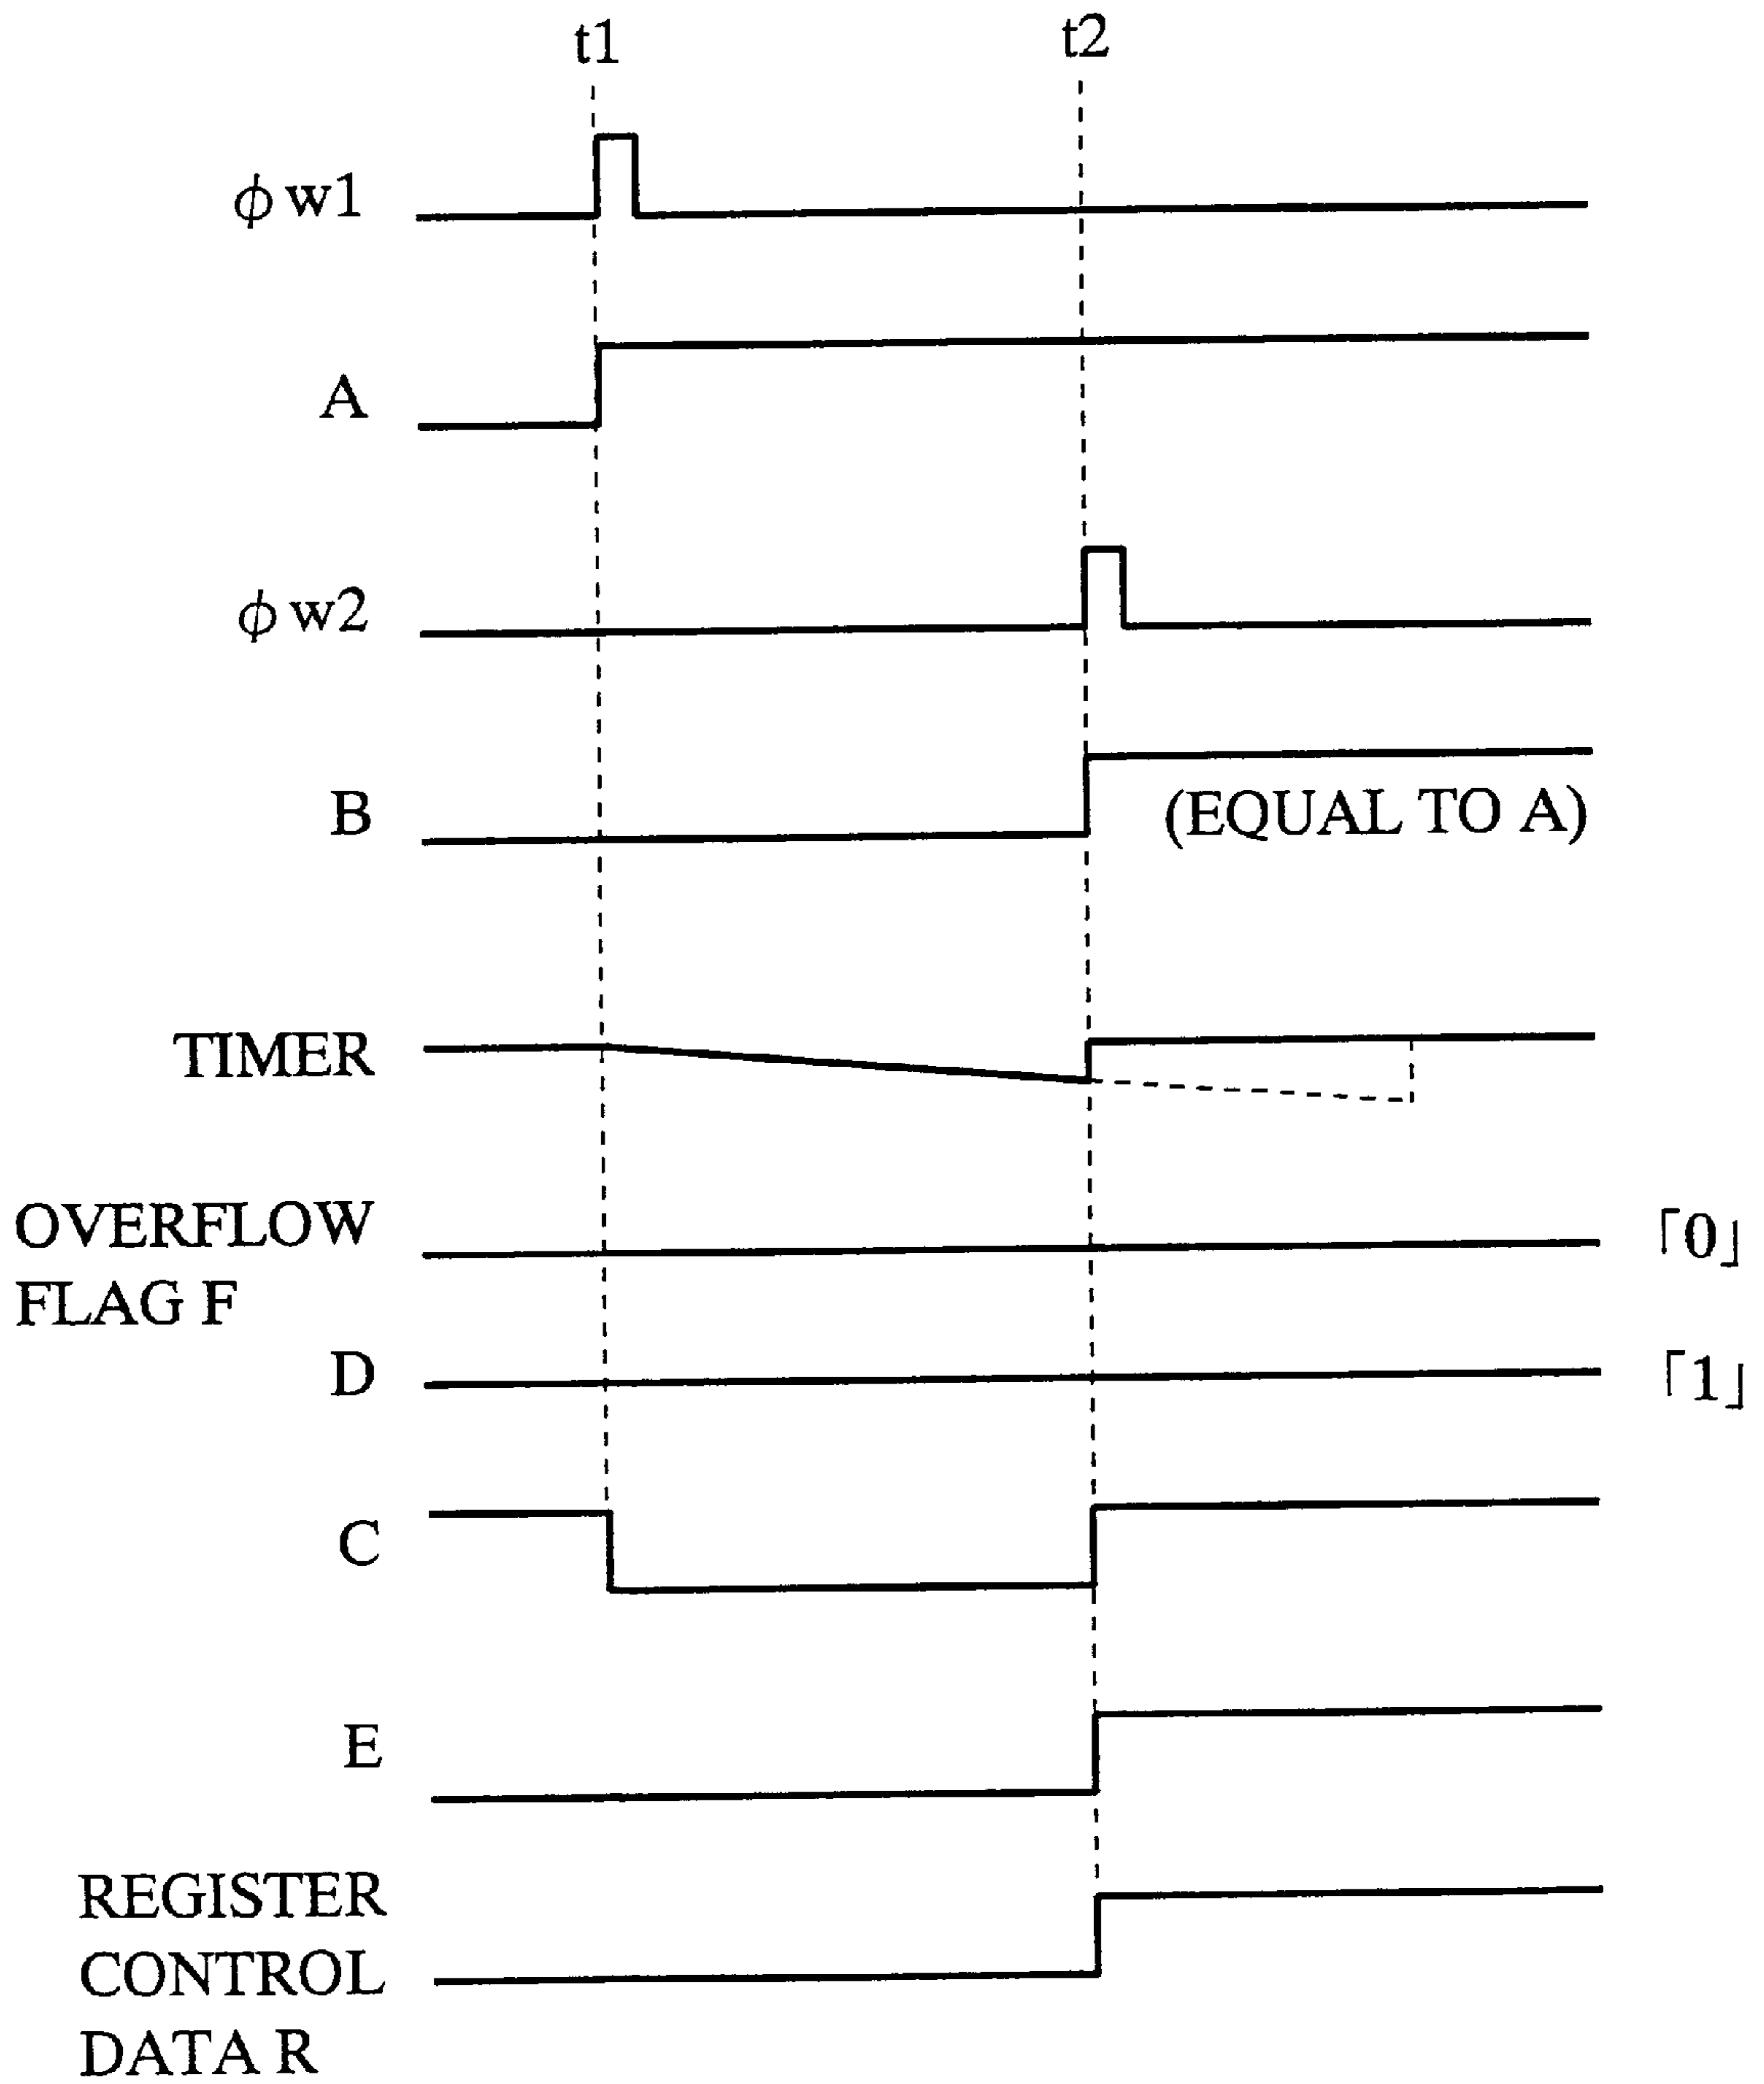 t1 t2
ϕw1
A
ϕw2
B
(EQUAL TO A)
TIMER
OVERFLOW
FLAG F
「0」
D
「1」
C
E
REGISTER
CONTROL
DATA R